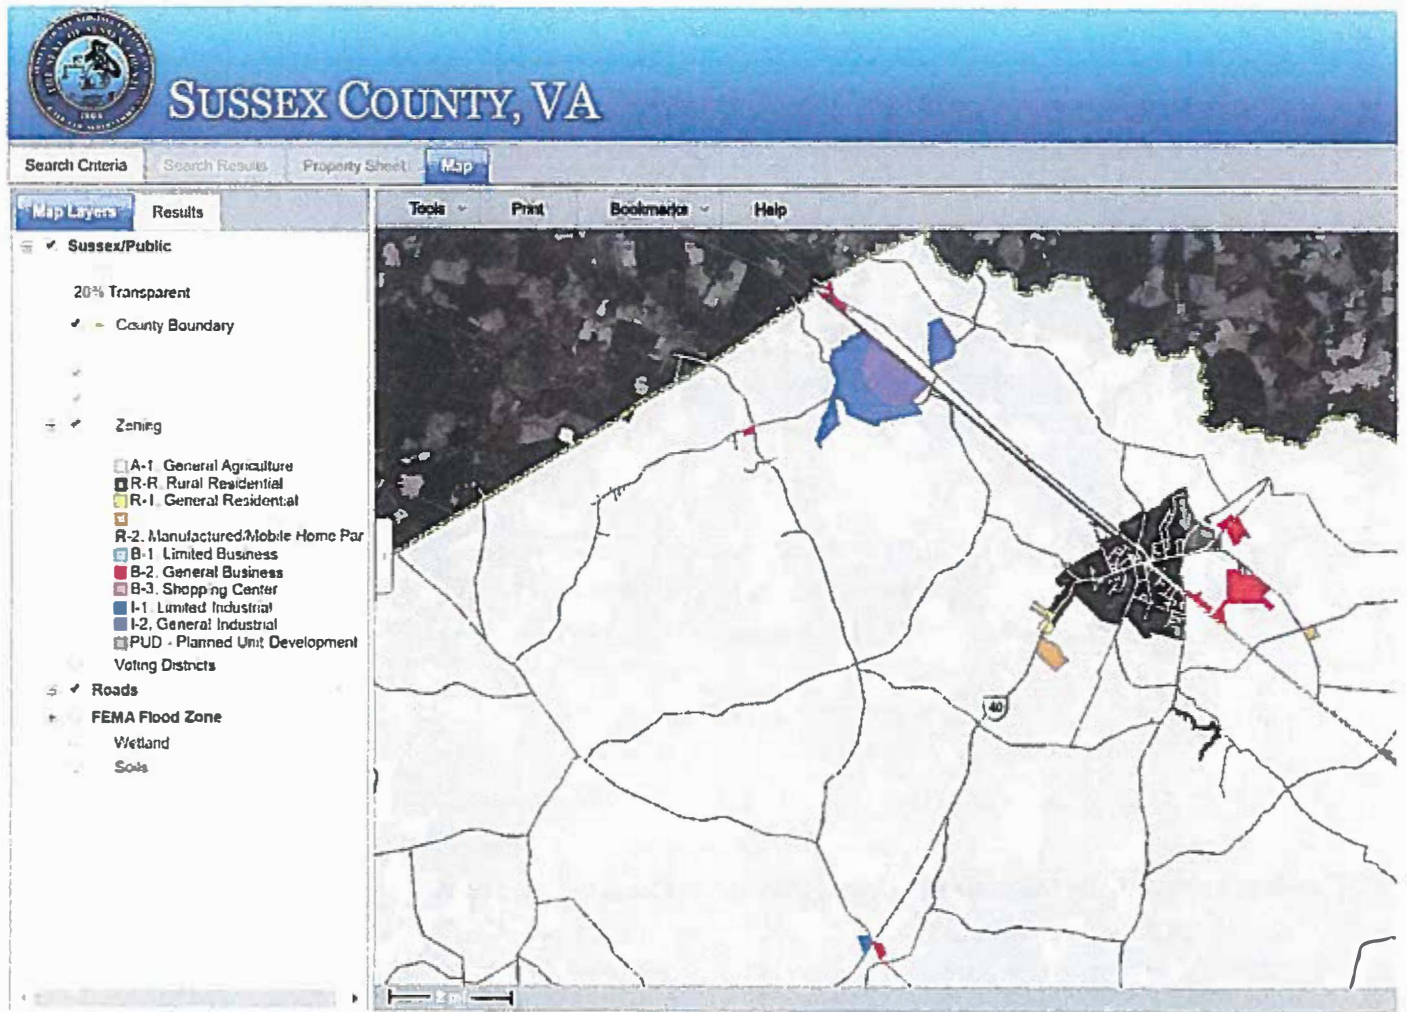 SUSSEX COUNTY, VA
Search Criteria
Search Results
Property Sheet
Map
Map Layers
Results
Tools
Print
Bookmarks
Help
Sussex/Public
20% Transparent
County Boundary
Zoning
A-1, General Agriculture
R-R, Rural Residential
R-1, General Residential
R-2, Manufactured/Mobile Home Par
B-1, Limited Business
B-2, General Business
B-3, Shopping Center
I-1, Limited Industrial
I-2, General Industrial
PUD - Planned Unit Development
Voting Districts
Roads
FEMA Flood Zone
Wetland
Soils
40
2 mi